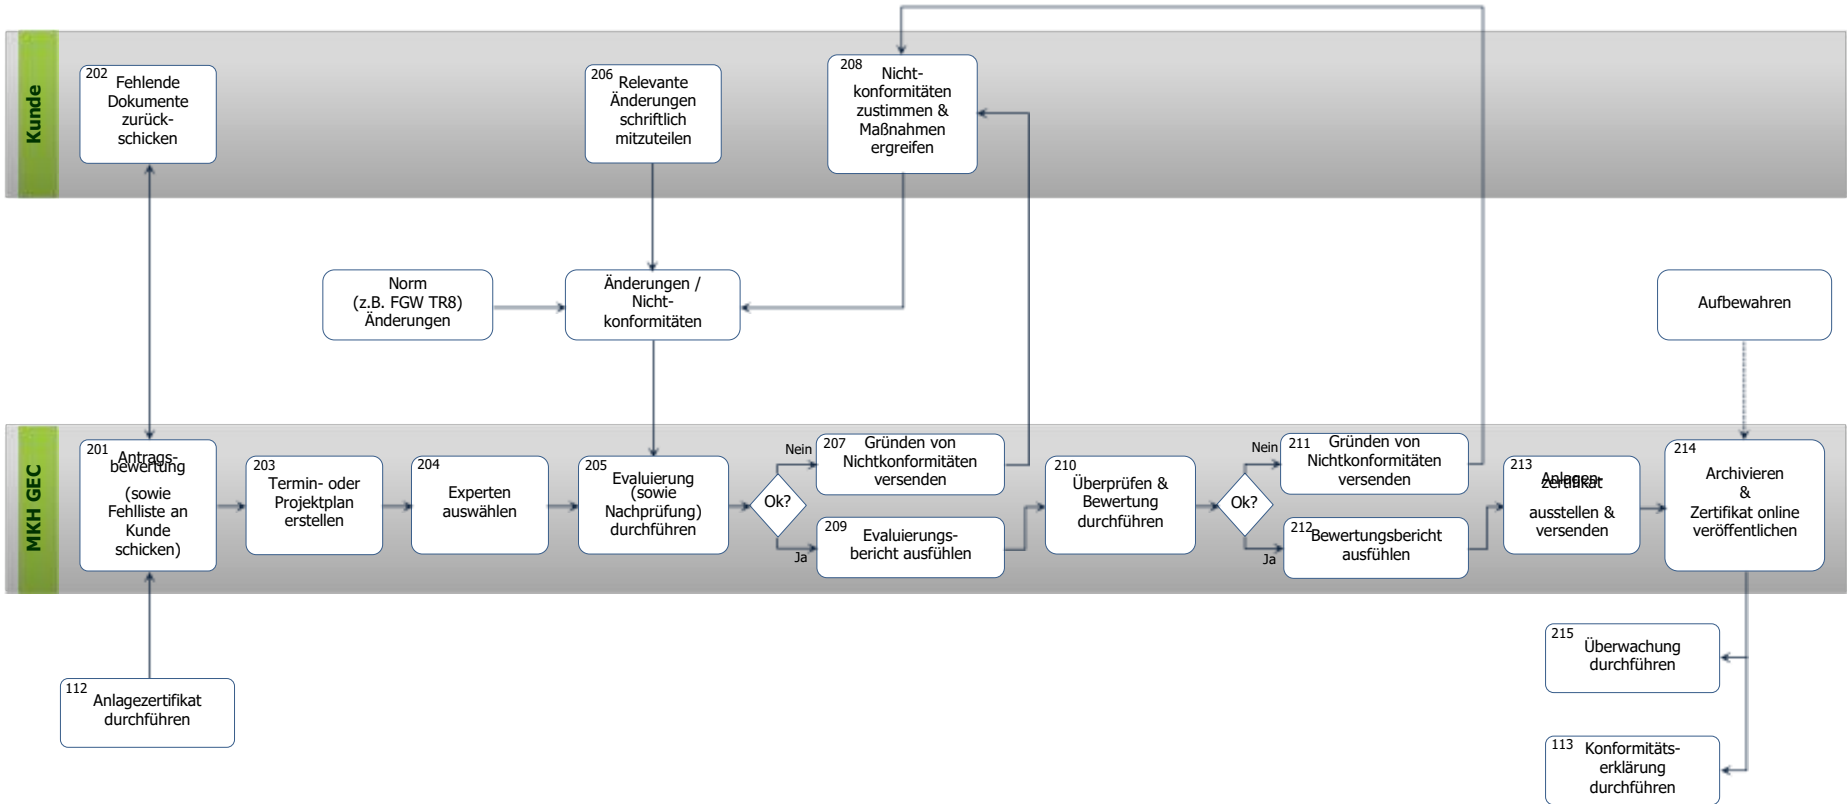 Kunde
202
Fehlende
Dokumente
zurück-
schicken
206
Relevante
Änderungen
schriftlich
mitzuteilen
208
Nicht-
konformitäten
zustimmen &
Maßnahmen
ergreifen
Norm
(z.B. FGW TR8)
Änderungen
Änderungen /
Nicht-
konformitäten
Aufbewahren
MKH GEC
201
Antrags-
bewertung
(sowie
Fehlliste an
Kunde
schicken)
203
Termin- oder
Projektplan
erstellen
204
Experten
auswählen
205
Evaluierung
(sowie
Nachprüfung)
durchführen
Ok?
Nein
207
Gründen von
Nichtkonformitäten
versenden
Ja
209
Evaluierungs-
bericht ausfühlen
210
Überprüfen &
Bewertung
durchführen
Ok?
Nein
211
Gründen von
Nichtkonformitäten
versenden
Ja
212
Bewertungsbericht
ausfühlen
213
Anlagen-
zertifikat
ausstellen &
versenden
214
Archivieren
&
Zertifikat online
veröffentlichen
112
Anlagezertifikat
durchführen
215
Überwachung
durchführen
113
Konformitäts-
erklärung
durchführen